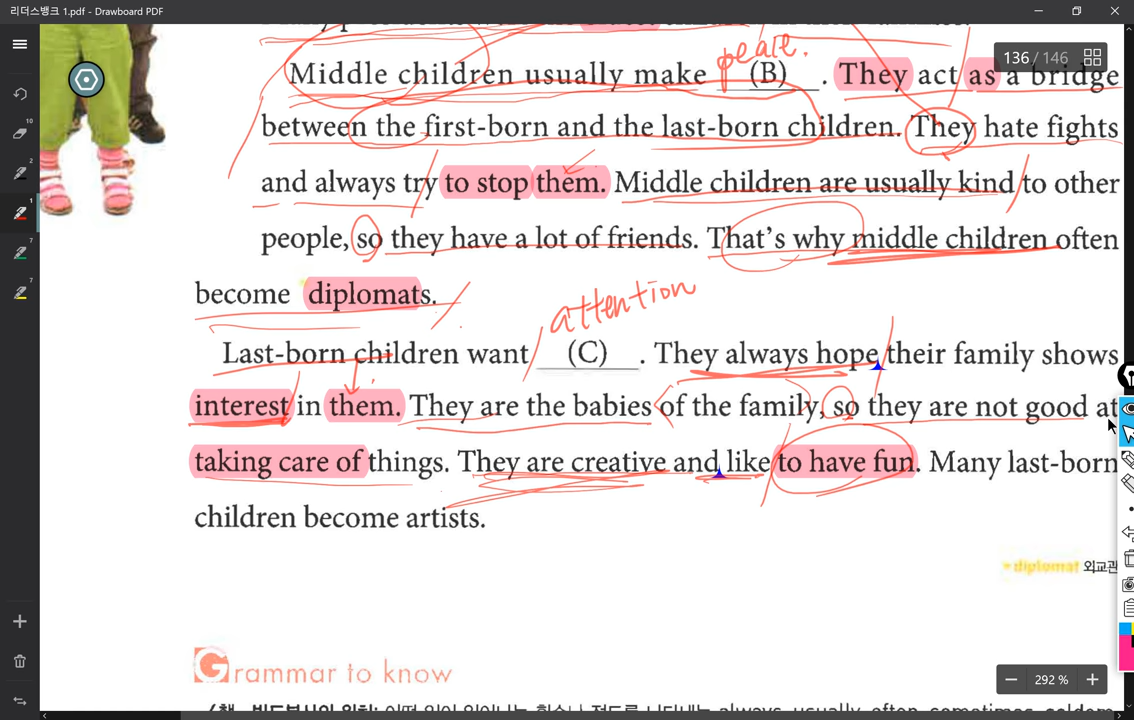 리더스뱅크 1.pdf - Drawboard PDF
136 / 146
peace.
Middle children usually make (B) . They act as a bridge
between the first-born and the last-born children. They hate fights
and always try to stop them. Middle children are usually kind to other
people, so they have a lot of friends. That's why middle children often
become diplomats.
attention
Last-born children want (C) . They always hope their family shows
interest in them. They are the babies of the family, so they are not good at
taking care of things. They are creative and like to have fun. Many last-born
children become artists.
diplomat 외교관
Grammar to know
292 %
10
2
1
7
7